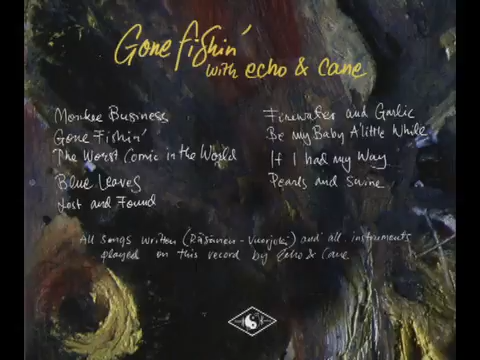 Gone fishin'
with echo & cane
Monkee Business
Gone Fishin'
The Worst Comic in the World
Blue Leaves
Lost and Found
Firewater and Garlic
Be my Baby A'little While
If I had my Way
Pearls and Swine
All songs written (Räsänen - Vuorjoki) and all instruments
played on this record by Echo & Cane